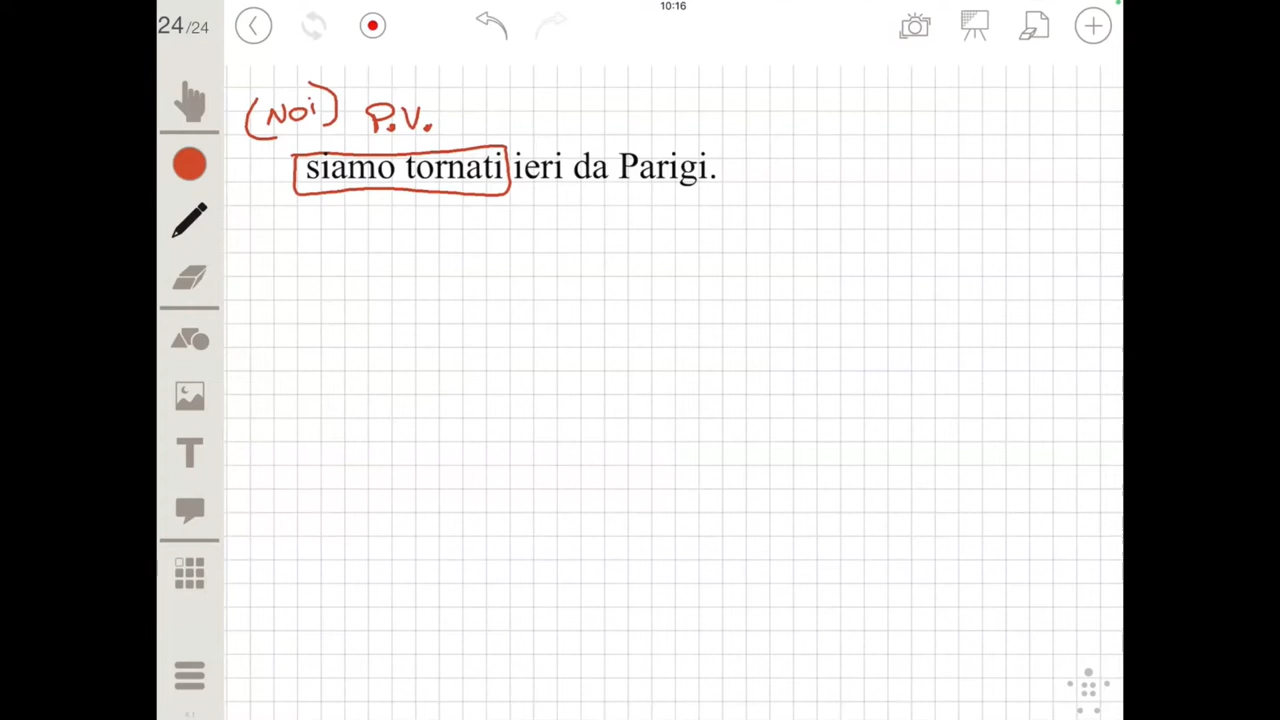 10:16
24/24
(Noi) P.V.
siamo tornati ieri da Parigi.
T